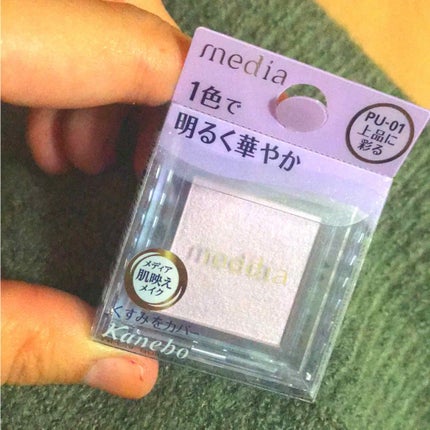 media
1色で
明るく華やか
PU-01
上品に
彩る
media
メディア
肌映え
メイク
くすみをカバー
Kanebo